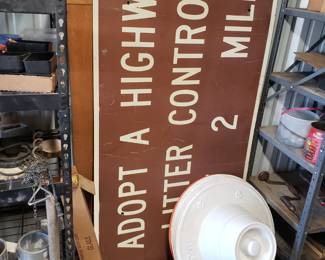 ADOPT A HIGHW
LITTER CONTRO
2 MIL